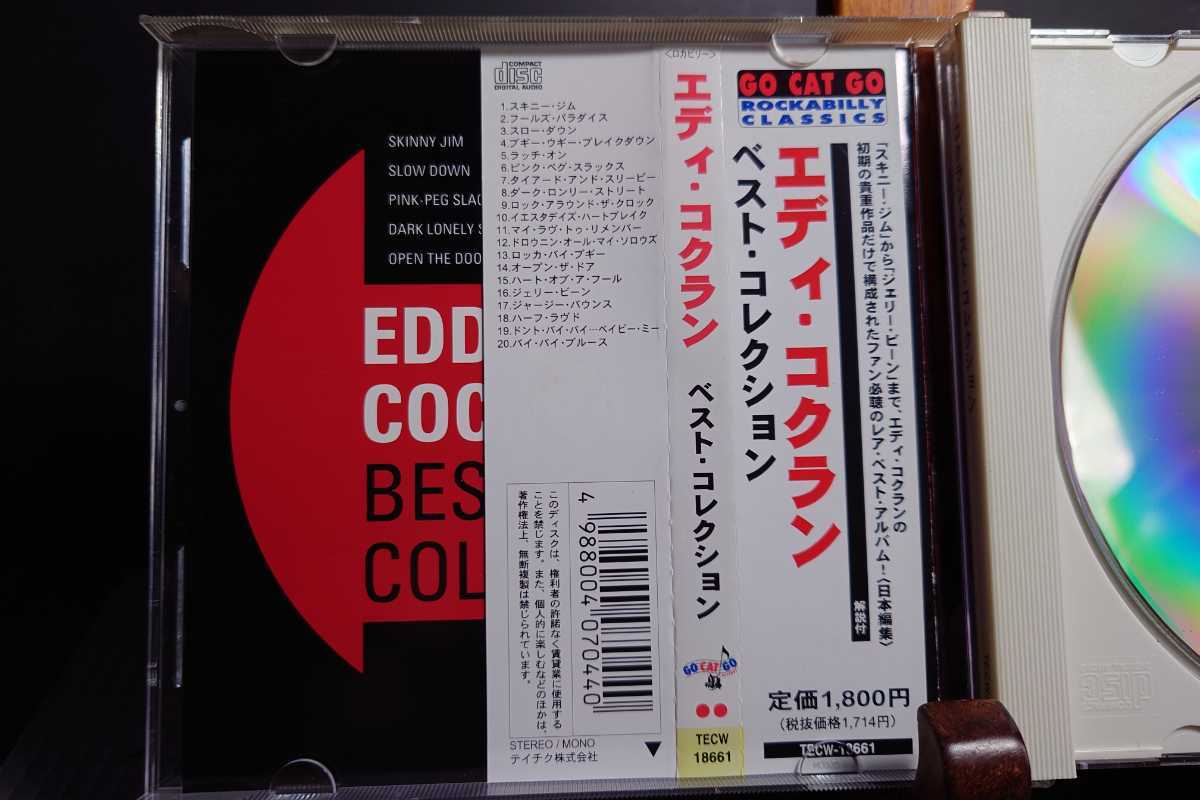 SKINNY JIM
SLOW DOWN
PINK-PEG SLAC
DARK LONELY S
OPEN THE DOO
EDD
COC
BES
COL
COMPACT
disc
DIGITAL AUDIO
1.スキニー・ジム
2.フールズ・パラダイス
3.スロー・ダウン
4.ブギー・ウギー・ブレイクダウン
5.ラッチ・オン
6.ピンク・ペグ・スラックス
7.タイアード・アンド・スリーピー
8.ダーク・ロンリー・ストリート
9.ロック・アラウンド・ザ・クロック
10.イエスタデイズ・ハートブレイク
11.マイ・ラヴ・トゥ・リメンバー
12.ドロウニン・オール・マイ・ソロウズ
13.ロッカ・バイ・ブギー
14.オープン・ザ・ドア
15.ハート・オブ・ア・フール
16.ジェリー・ビーン
17.ジャージー・バウンス
18.ハーフ・ラヴド
19.ドント・バイ・バイ…ベイビー・ミー
20.バイ・バイ・ブルース
このディスクは、権利者の許諾なく賃貸業に使用する
ことを禁じます。また、個人的に楽しむなどのほかは、
著作権法上、無断複製は禁じられています。
4 988004 070440
STEREO / MONO
テイチク株式会社
〈ロカビリー〉
エディ・コクラン ベスト・コレクション
GO CAT GO
TECW
18661
GO CAT GO
ROCKABILLY
CLASSICS
「スキニー・ジム」から「ジェリー・ビーン」まで、エディ・コクランの
初期の貴重作品だけで構成されたファン必聴のレア・ベスト・アルバム!〈日本編集〉
解説付
エディ・コクラン
ベスト・コレクション
定価1,800円
(税抜価格1,714円)
TECW-18661
disc